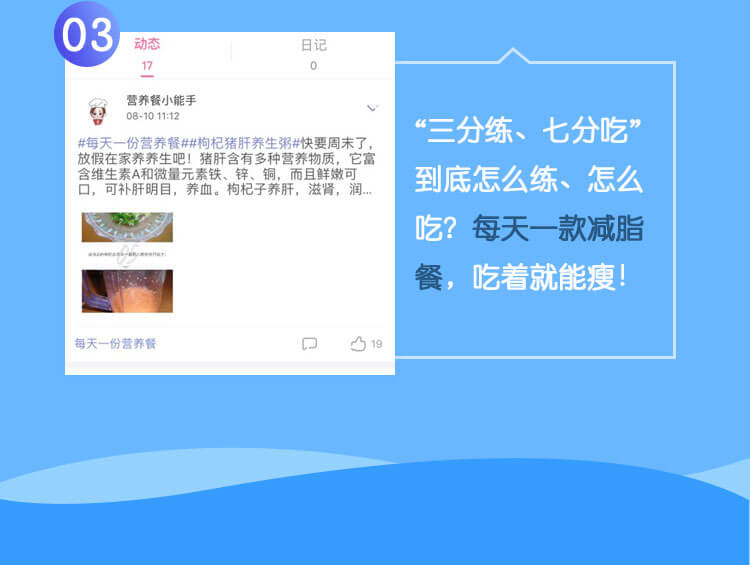 03
动态
日记
17
0
营养餐小能手
08-10 11:12
#每天一份营养餐##枸杞猪肝养生粥#快要周末了，
放假在家养养生吧！猪肝含有多种营养物质，它富
含维生素A和微量元素铁、锌、铜，而且鲜嫩可
口，可补肝明目，养血。枸杞子养肝，滋肾，润...
每天一份营养餐
19
“三分练、七分吃”
到底怎么练、怎么
吃？每天一款减脂
餐，吃着就能瘦！